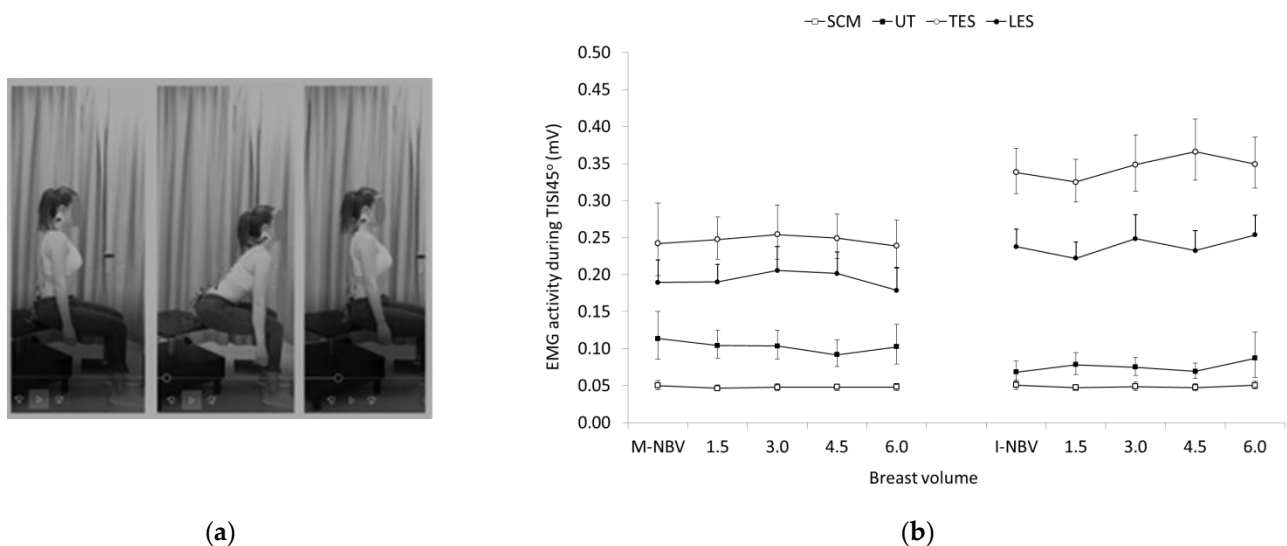 SCM UT TES LES
EMG activity during TISI45° (mV)
0.50
0.45
0.40
0.35
0.30
0.25
0.20
0.15
0.10
0.05
0.00
M-NBV 1.5 3.0 4.5 6.0 I-NBV 1.5 3.0 4.5 6.0
Breast volume
(a) (b)